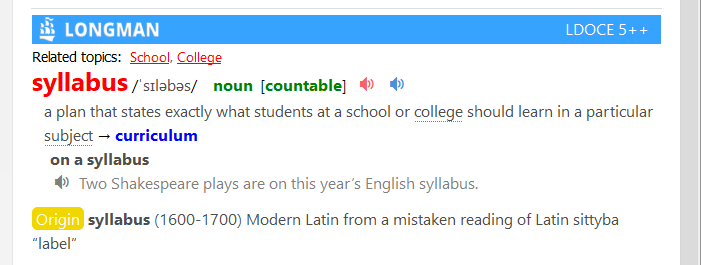 LONGMAN LDOCE 5++
Related topics: School, College
syllabus /ˈsɪləbəs/ noun [countable]
a plan that states exactly what students at a school or college should learn in a particular
subject → curriculum
on a syllabus
Two Shakespeare plays are on this year’s English syllabus.
Origin syllabus (1600-1700) Modern Latin from a mistaken reading of Latin sittyba
“label”